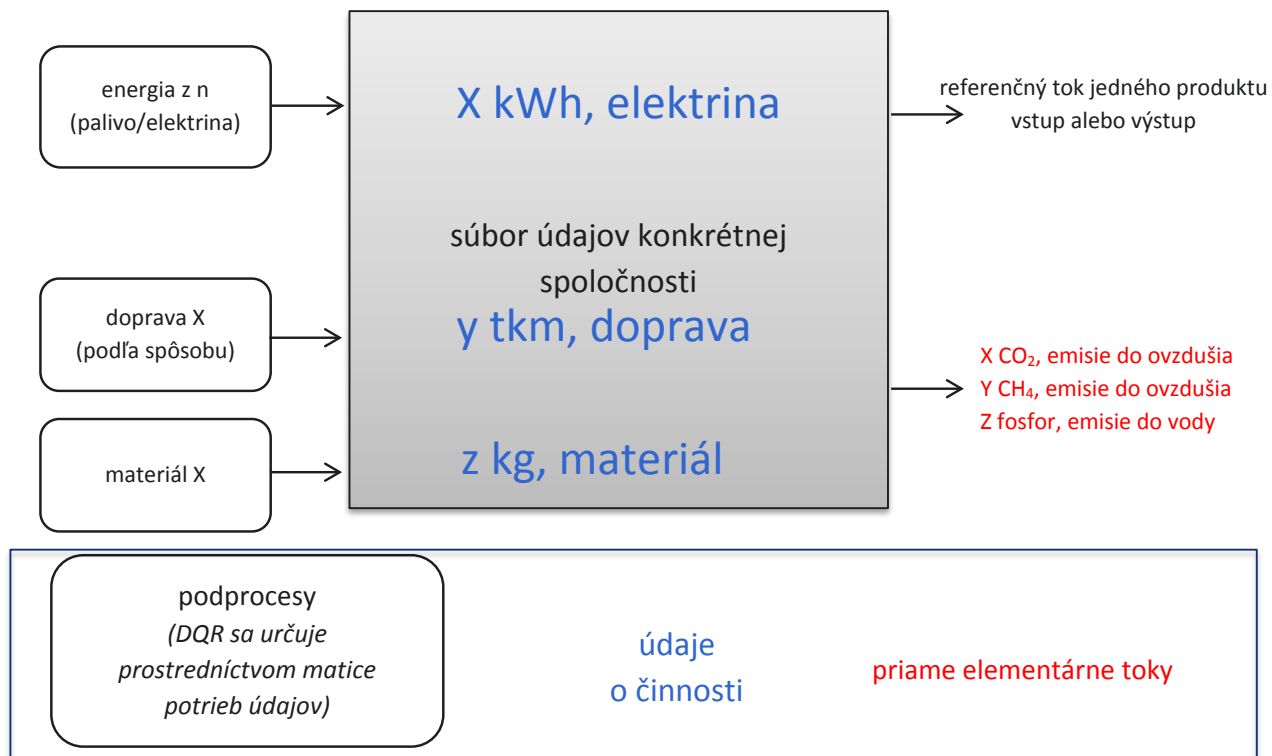 energia z n
(palivo/elektrina)
X kWh, elektrina
referenčný tok jedného produktu
vstup alebo výstup
súbor údajov konkrétnej
spoločnosti
doprava X
(podľa spôsobu)
y tkm, doprava
X CO₂, emisie do ovzdušia
Y CH₄, emisie do ovzdušia
Z fosfor, emisie do vody
materiál X
z kg, materiál
podprocesy
(DQR sa určuje
prostredníctvom matice
potrieb údajov)
údaje
o činnosti
priame elementárne toky